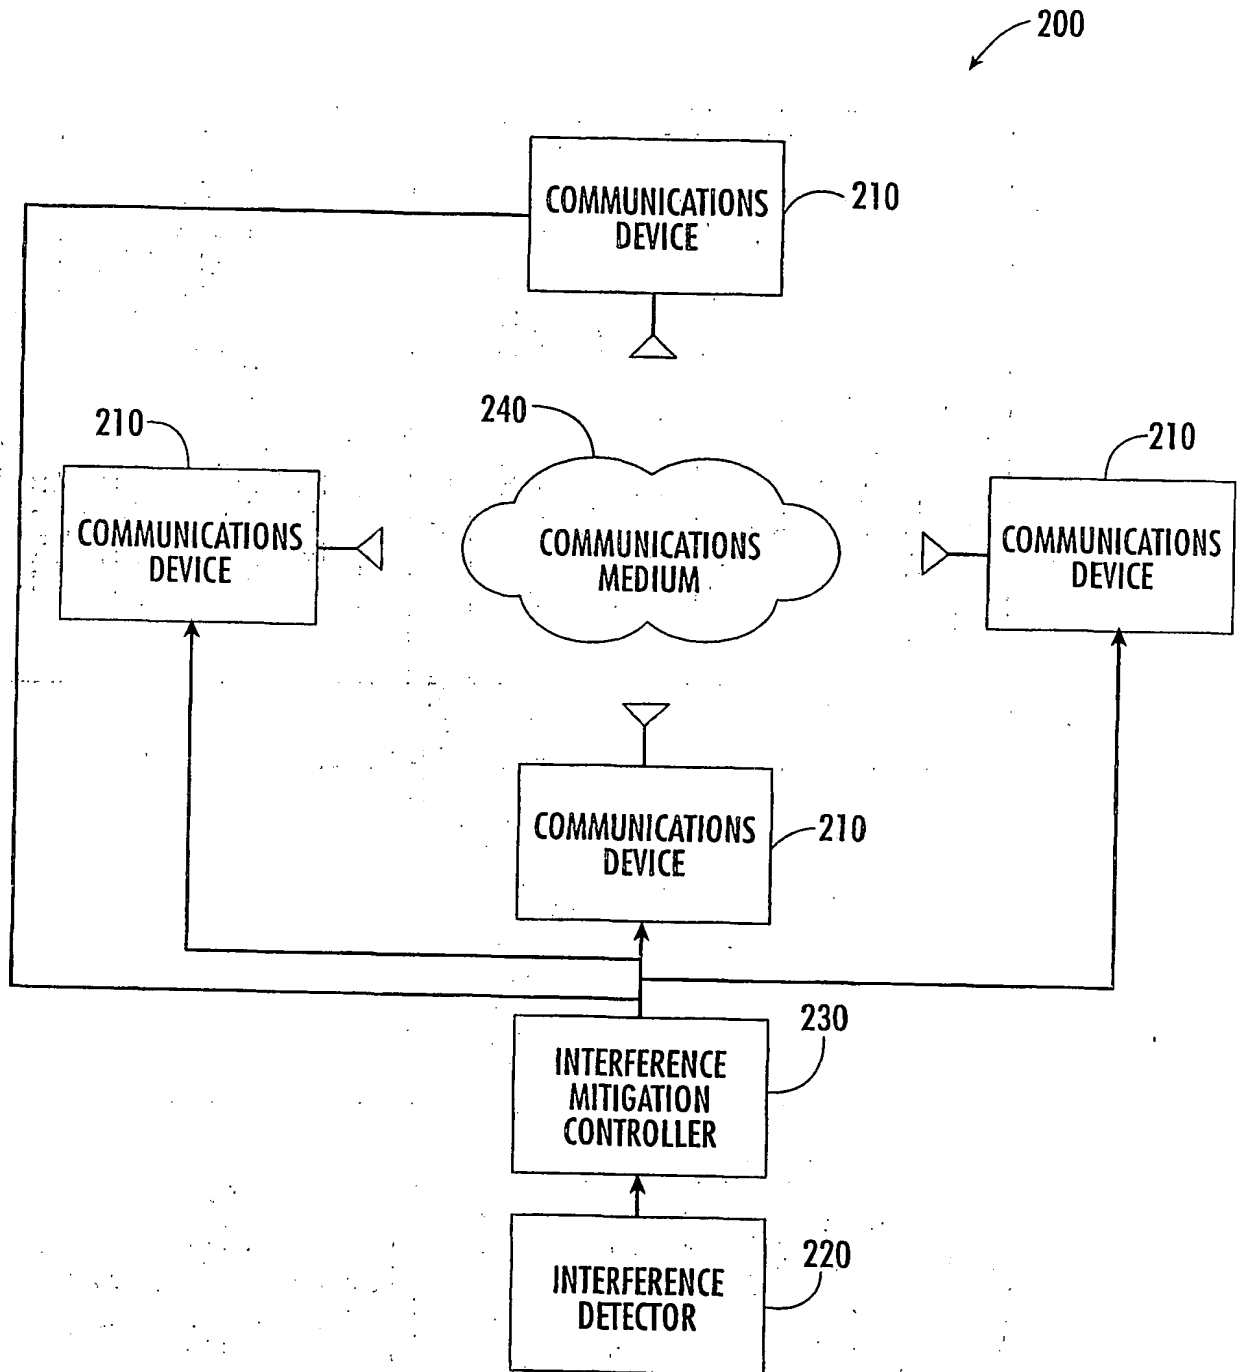 200
COMMUNICATIONS
DEVICE
210
210
COMMUNICATIONS
DEVICE
240
COMMUNICATIONS
MEDIUM
210
COMMUNICATIONS
DEVICE
COMMUNICATIONS
DEVICE
210
230
INTERFERENCE
MITIGATION
CONTROLLER
220
INTERFERENCE
DETECTOR